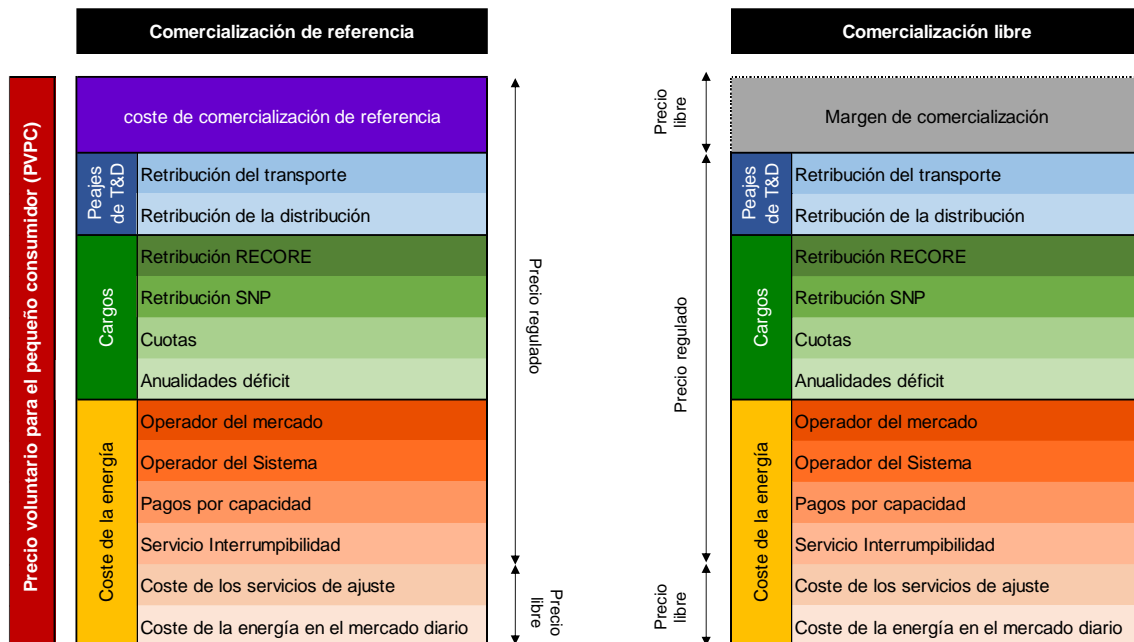 Comercialización de referencia
Precio voluntario para el pequeño consumidor (PVPC)
coste de comercialización de referencia
Peajes
de T&D
Retribución del transporte
Retribución de la distribución
Cargos
Retribución RECORE
Retribución SNP
Cuotas
Anualidades déficit
Coste de la energía
Operador del mercado
Operador del Sistema
Pagos por capacidad
Servicio Interrumpibilidad
Coste de los servicios de ajuste
Coste de la energía en el mercado diario
Precio regulado
Precio
libre
Comercialización libre
Precio
libre
Margen de comercialización
Precio regulado
Peajes
de T&D
Retribución del transporte
Retribución de la distribución
Cargos
Retribución RECORE
Retribución SNP
Cuotas
Anualidades déficit
Coste de la energía
Operador del mercado
Operador del Sistema
Pagos por capacidad
Servicio Interrumpibilidad
Precio
libre
Coste de los servicios de ajuste
Coste de la energía en el mercado diario